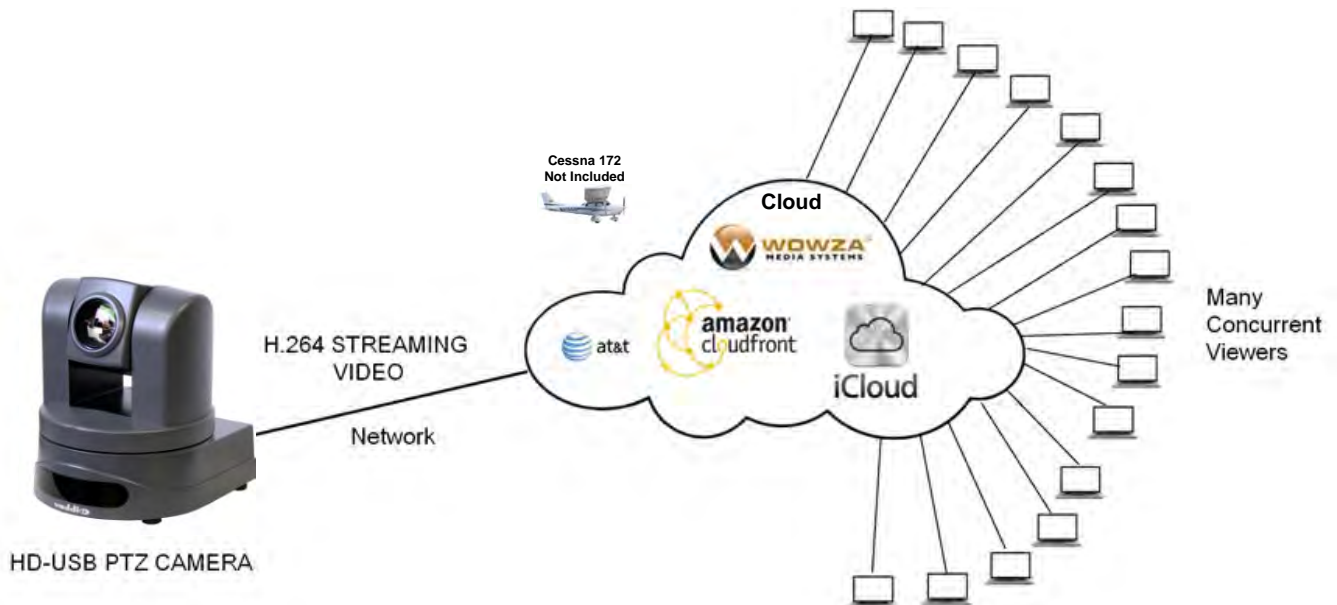 Cessna 172
Not Included
Cloud
WOWZA
MEDIA SYSTEMS
at&t
amazon
cloudfront
iCloud
H.264 STREAMING
VIDEO
Network
Many
Concurrent
Viewers
vaddio
HD-USB PTZ CAMERA